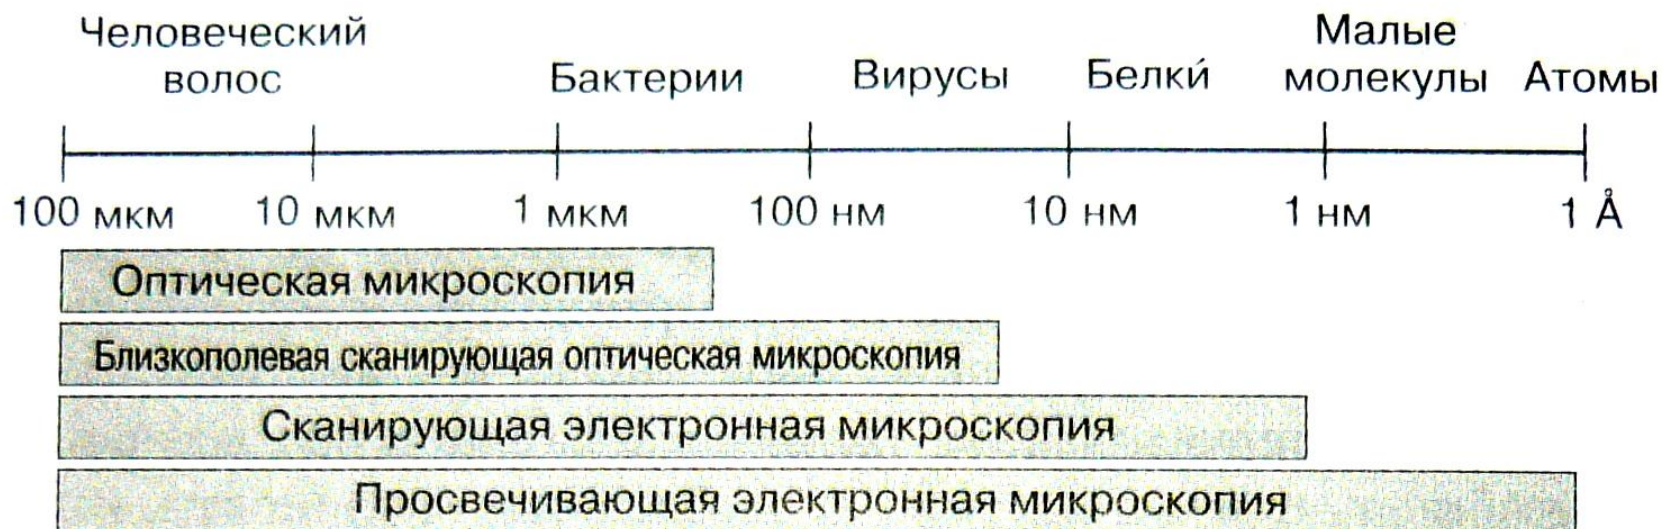 Человеческий
волос
Бактерии
Вирусы
Белки́
Малые
молекулы
Атомы
100 мкм
10 мкм
1 мкм
100 нм
10 нм
1 нм
1 Å
Оптическая микроскопия
Близкополевая сканирующая оптическая микроскопия
Сканирующая электронная микроскопия
Просвечивающая электронная микроскопия